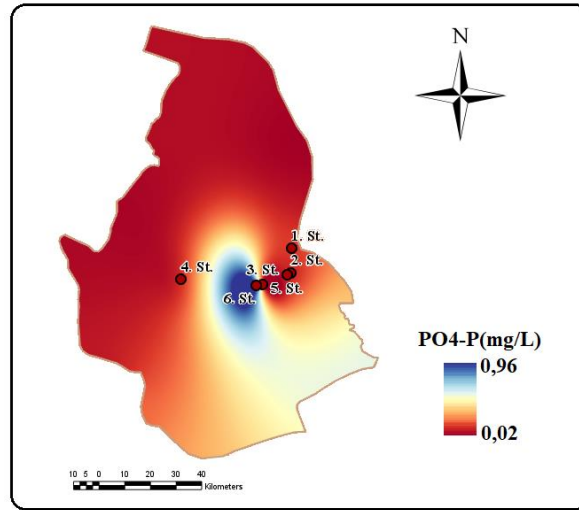 N
1. St.
4. St.
3. St.
2. St.
5. St.
6. St.
PO4-P(mg/L)
0,96
0,02
10 5 0 10 20 30 40
Kilometers